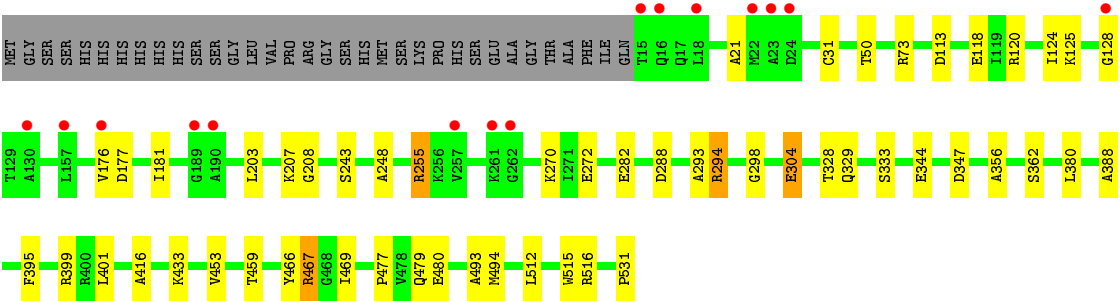 MET GLY SER SER HIS HIS HIS HIS HIS HIS SER SER GLY LEU VAL PRO ARG GLY SER HIS MET SER LYS PRO HIS SER GLU ALA GLY THR ALA PHE ILE GLN T15 Q16 Q17 L18 A21 M22 A23 D24 C31 T50 R73 D113 E118 I119 R120 I124 K125 G128
T129 A130 L157 V176 D177 I181 G189 A190 L203 K207 G208 S243 A248 R255 K256 V257 K261 G262 K270 I271 E272 E282 D288 A293 R294 G298 E304 T328 Q329 S333 E344 D347 A356 S362 L380 A388
F395 R399 R400 L401 A416 K433 V453 T459 Y466 R467 G468 I469 P477 V478 Q479 E480 A493 M494 L512 W515 R516 P531